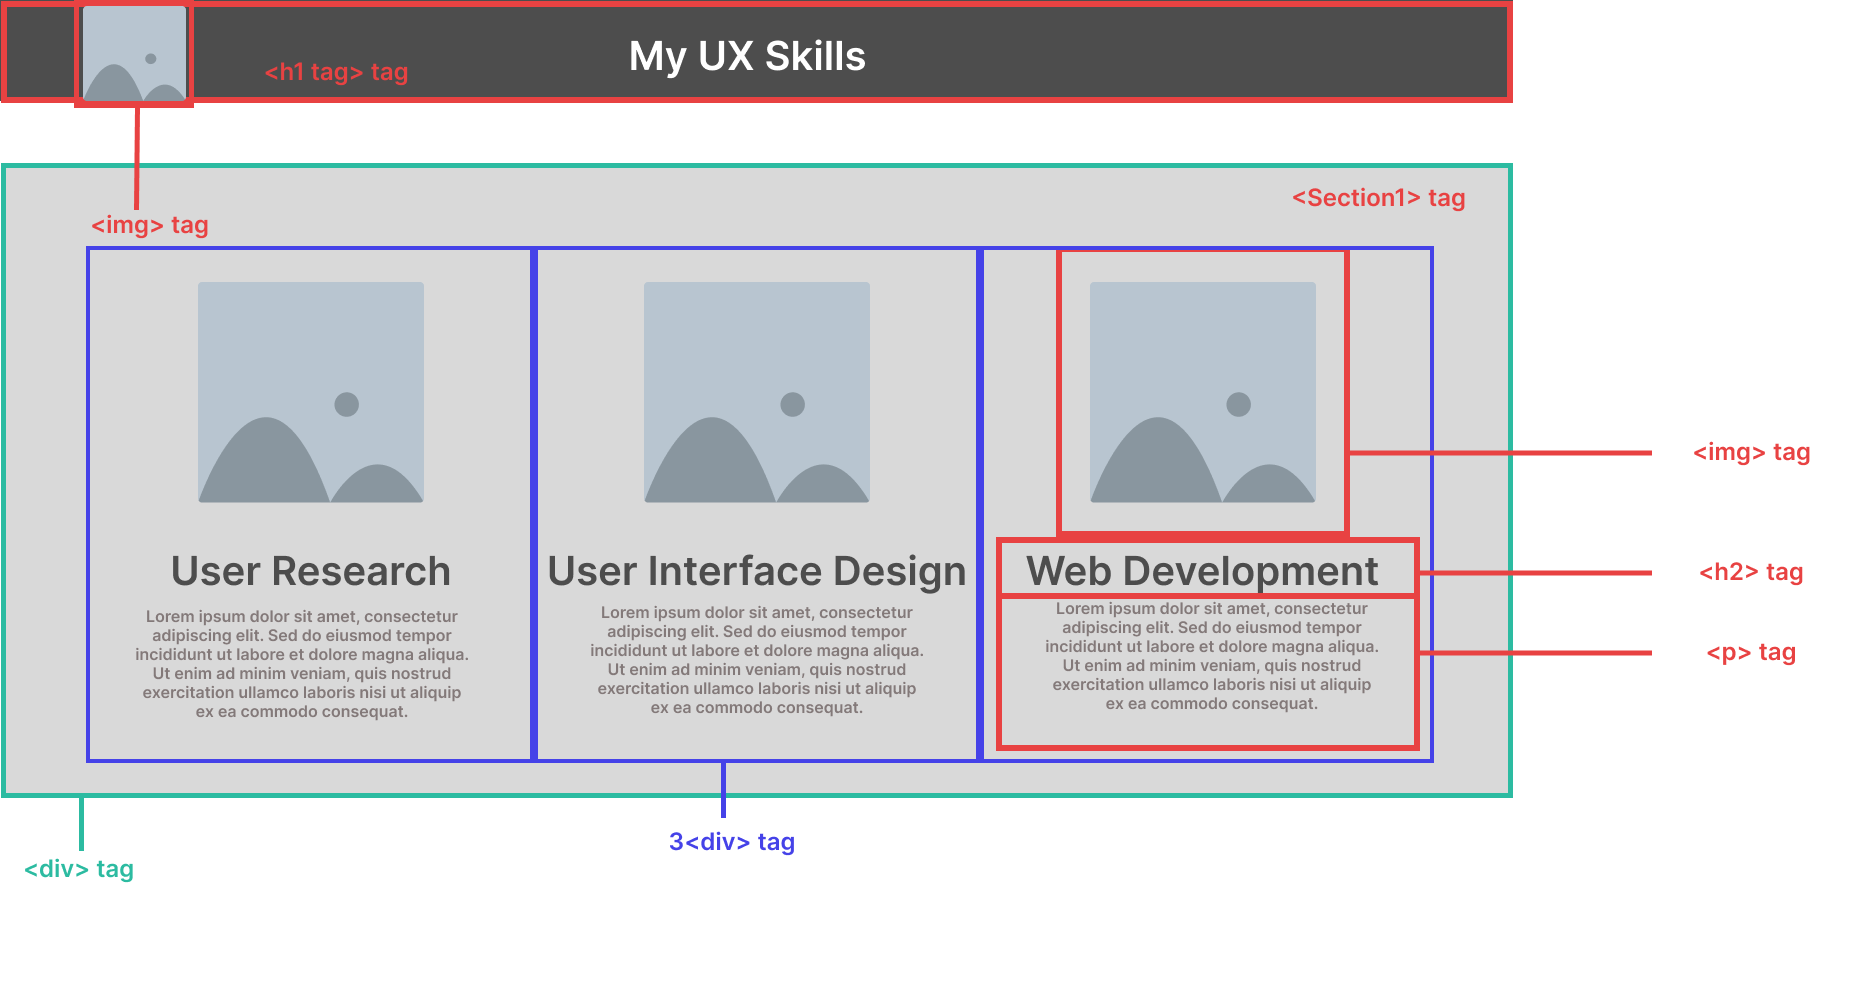 My UX Skills
<h1 tag> tag
<Section1> tag
<img> tag
User Research
Lorem ipsum dolor sit amet, consectetur
adipiscing elit. Sed do eiusmod tempor
incididunt ut labore et dolore magna aliqua.
Ut enim ad minim veniam, quis nostrud
exercitation ullamco laboris nisi ut aliquip
ex ea commodo consequat.
User Interface Design
Lorem ipsum dolor sit amet, consectetur
adipiscing elit. Sed do eiusmod tempor
incididunt ut labore et dolore magna aliqua.
Ut enim ad minim veniam, quis nostrud
exercitation ullamco laboris nisi ut aliquip
ex ea commodo consequat.
Web Development
Lorem ipsum dolor sit amet, consectetur
adipiscing elit. Sed do eiusmod tempor
incididunt ut labore et dolore magna aliqua.
Ut enim ad minim veniam, quis nostrud
exercitation ullamco laboris nisi ut aliquip
ex ea commodo consequat.
<img> tag
<h2> tag
<p> tag
3<div> tag
<div> tag